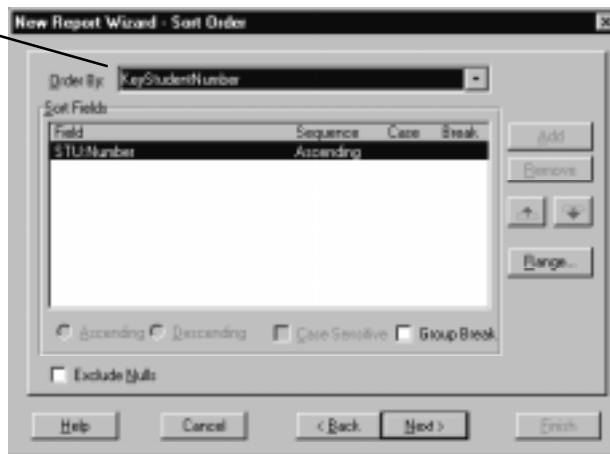 New Report Wizard - Sort Order
Order By: KeyStudentNumber
Sort Fields
Field Sequence Case Break
STU:Number Ascending
Add
Remove
Range...
Ascending Descending Case Sensitive Group Break
Exclude Nulls
Help Cancel < Back Next > Finish